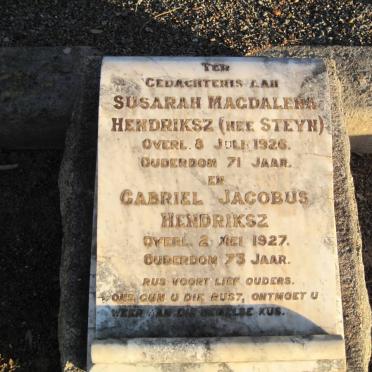 TER
GEDACHTENIS AAN
SUSARAH MAGDALENA
HENDRIKSZ (NEE STEYN)
OVERL. 8 JULI 1926.
OUDERDOM 71 JAAR.
EN
GABRIEL JACOBUS
HENDRIKSZ
OVERL. 2 MEI 1927.
OUDERDOM 73 JAAR.
RUS VOORT LIEF OUDERS.
ONS GUN U DIE RUST, ONTMOET U
WEER AAN DIE HEMELSE KUS.